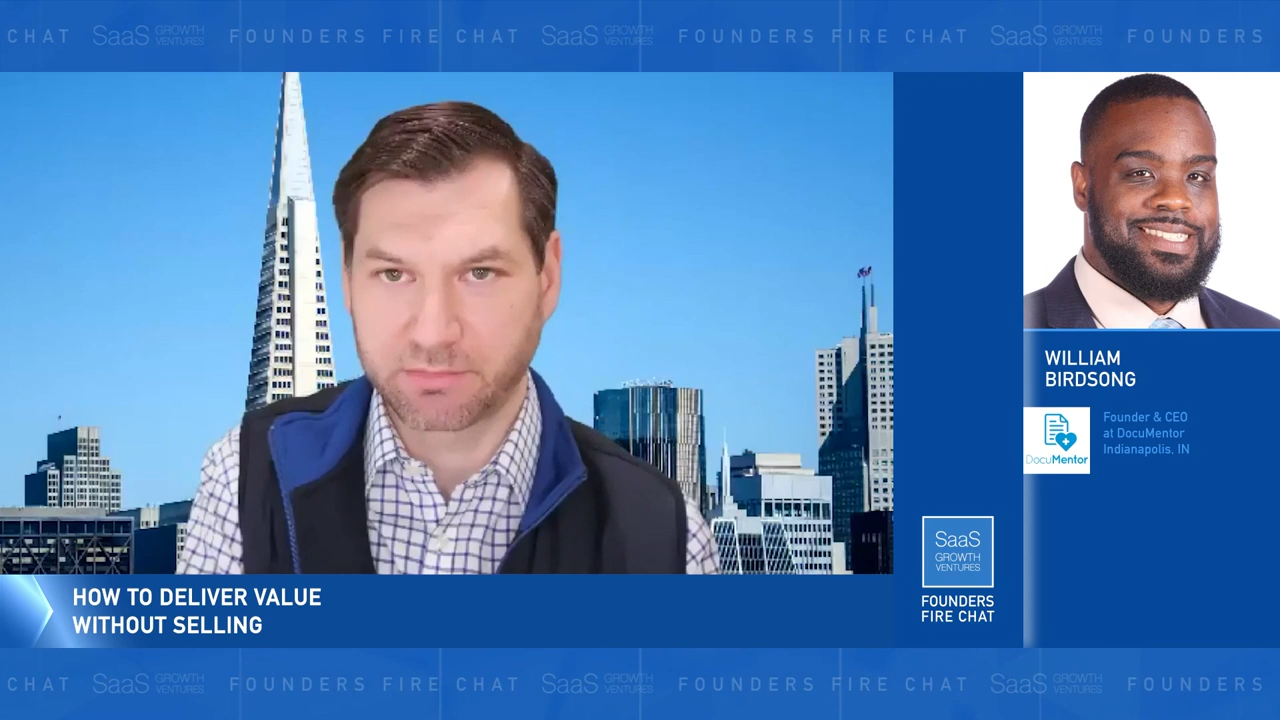 CHAT SaaS GROWTH VENTURES FOUNDERS FIRE CHAT SaaS GROWTH VENTURES FOUNDERS FIRE CHAT SaaS GROWTH VENTURES FOUNDERS
WILLIAM
BIRDSONG
DocuMentor
Founder & CEO
at DocuMentor
Indianapolis, IN
SaaS
GROWTH
VENTURES
FOUNDERS
FIRE CHAT
HOW TO DELIVER VALUE
WITHOUT SELLING
CHAT SaaS GROWTH VENTURES FOUNDERS FIRE CHAT SaaS GROWTH VENTURES FOUNDERS FIRE CHAT SaaS GROWTH VENTURES FOUNDERS